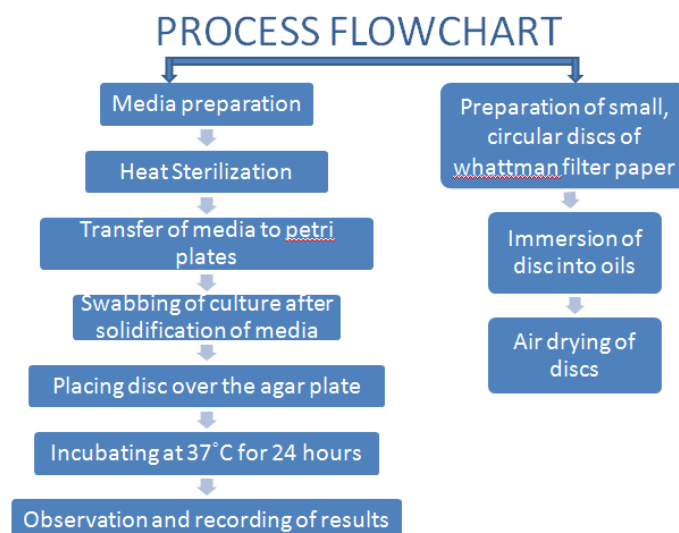 PROCESS FLOWCHART
Media preparation
Heat Sterilization
Transfer of media to petri
plates
Swabbing of culture after
solidification of media
Placing disc over the agar plate
Incubating at 37°C for 24 hours
Observation and recording of results
Preparation of small,
circular discs of
whattman filter paper
Immersion of
disc into oils
Air drying of
discs